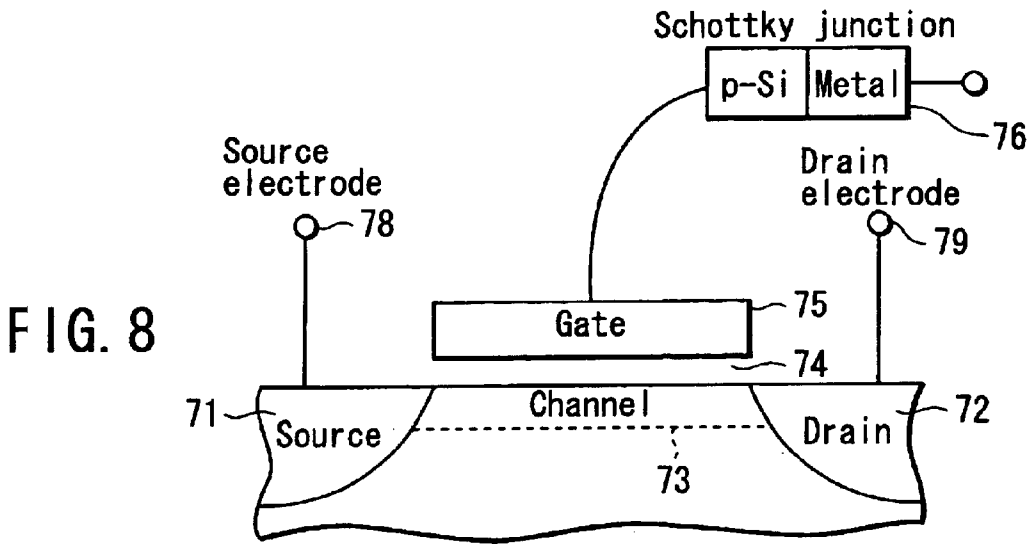 Schottky junction
p-Si Metal
76
Source
electrode
78
Drain
electrode
79
FIG. 8
Gate
75
74
71
Source
Channel
73
Drain
72